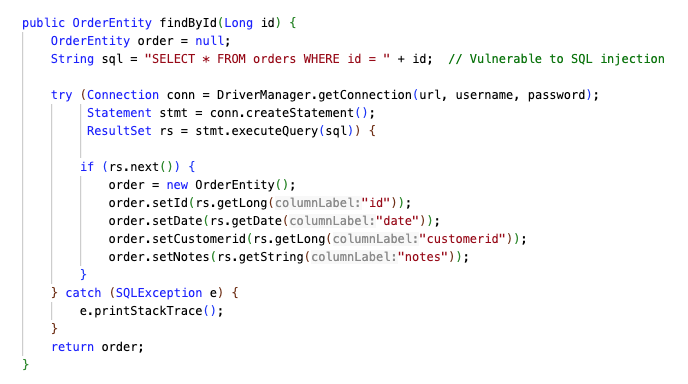 public OrderEntity findById(Long id) {
OrderEntity order = null;
String sql = "SELECT * FROM orders WHERE id = " + id;  // Vulnerable to SQL injection
try (Connection conn = DriverManager.getConnection(url, username, password);
Statement stmt = conn.createStatement();
ResultSet rs = stmt.executeQuery(sql)) {
if (rs.next()) {
order = new OrderEntity();
order.setId(rs.getLong(columnLabel:"id"));
order.setDate(rs.getDate(columnLabel:"date"));
order.setCustomerid(rs.getLong(columnLabel:"customerid"));
order.setNotes(rs.getString(columnLabel:"notes"));
}
} catch (SQLException e) {
e.printStackTrace();
}
return order;
}